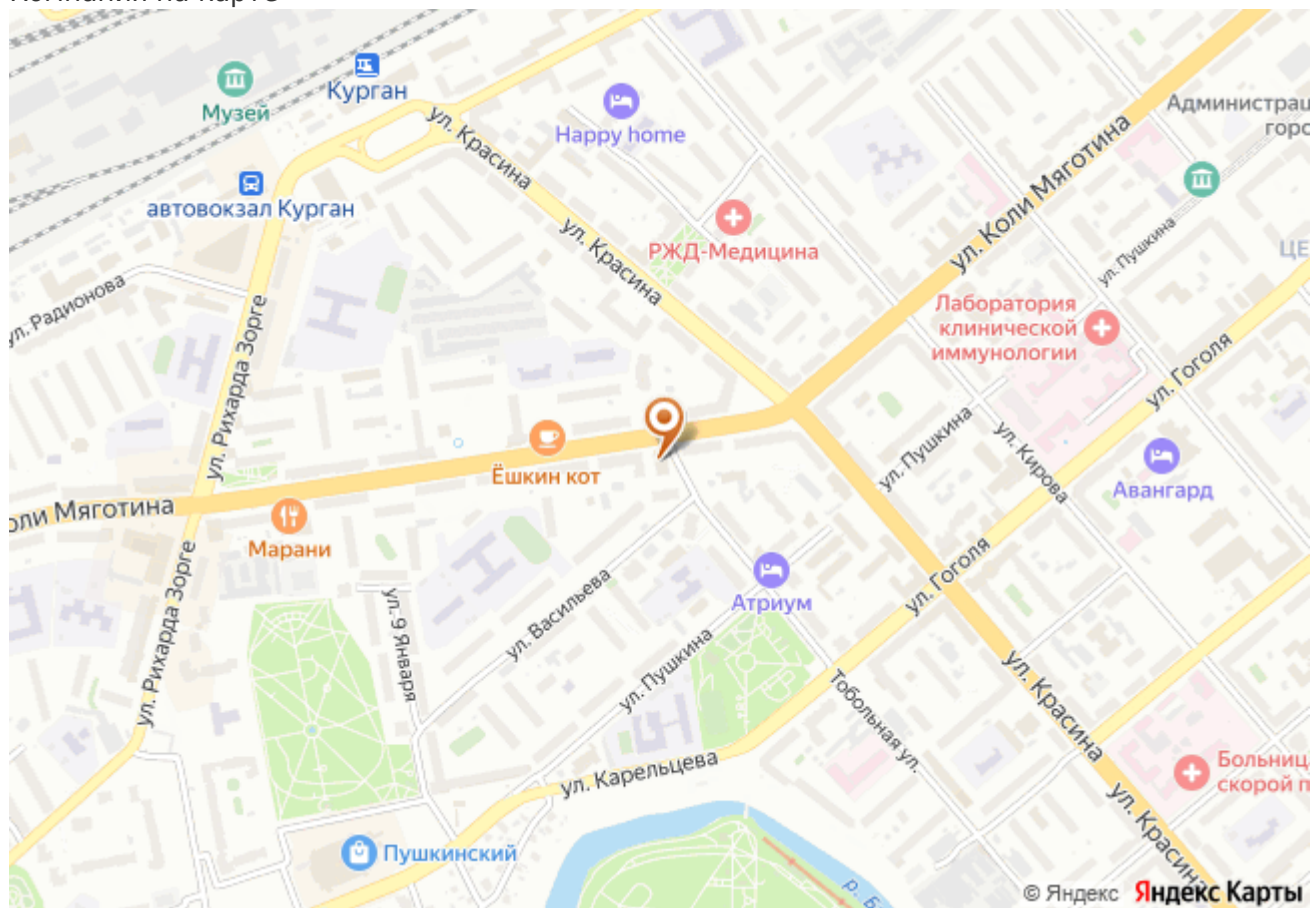 Курган
Музей
Happy home
Администрац
горо
автовокзал Курган
ул. Красина
ул. Красина
ул. Коли Мяготина
РЖД-Медицина
ул. Пушкина
ЦЕ
ул. Радионова
ул. Рихарда Зорге
Лаборатория
клинической
иммунологии
ул. Гоголя
ул. Пушкина
ул. Кирова
Ёшкин кот
Авангард
оли Мяготина
Марани
ул. Рихарда Зорге
ул. 9 Января
ул. Васильева
Атриум
ул. Гоголя
ул. Пушкина
Тобольная ул.
ул. Красина
ул. Карельцева
Больница
скорой п
ул. Красина
Пушкинский
р. Б
© Яндекс Яндекс Карты